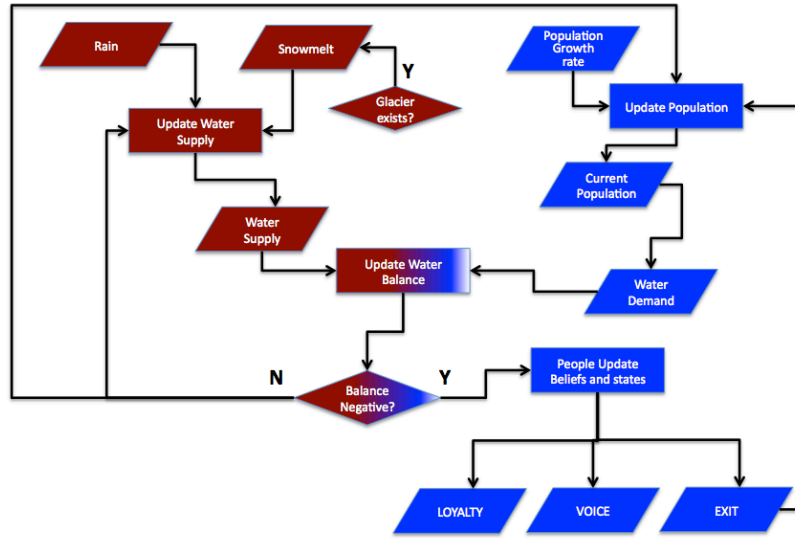 Rain
Snowmelt
Y
Glacier
exists?
Population
Growth
rate
Update Population
Update Water
Supply
Current
Population
Water
Supply
Update Water
Balance
Water
Demand
N
Balance
Negative?
Y
People Update
Beliefs and states
LOYALTY
VOICE
EXIT